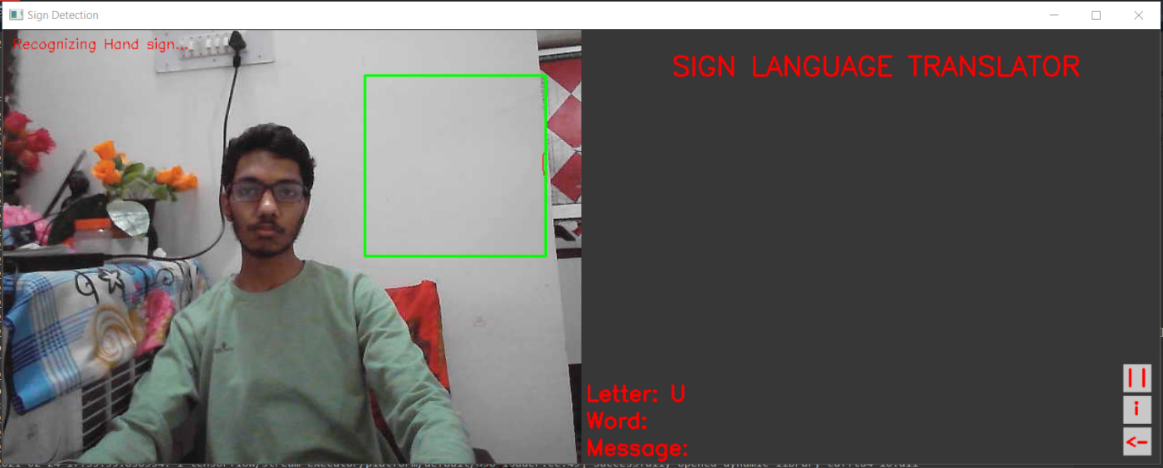 Sign Detection
Recognizing Hand sign...
SIGN LANGUAGE TRANSLATOR
Letter: U
Word:
Message:
||
i
<-